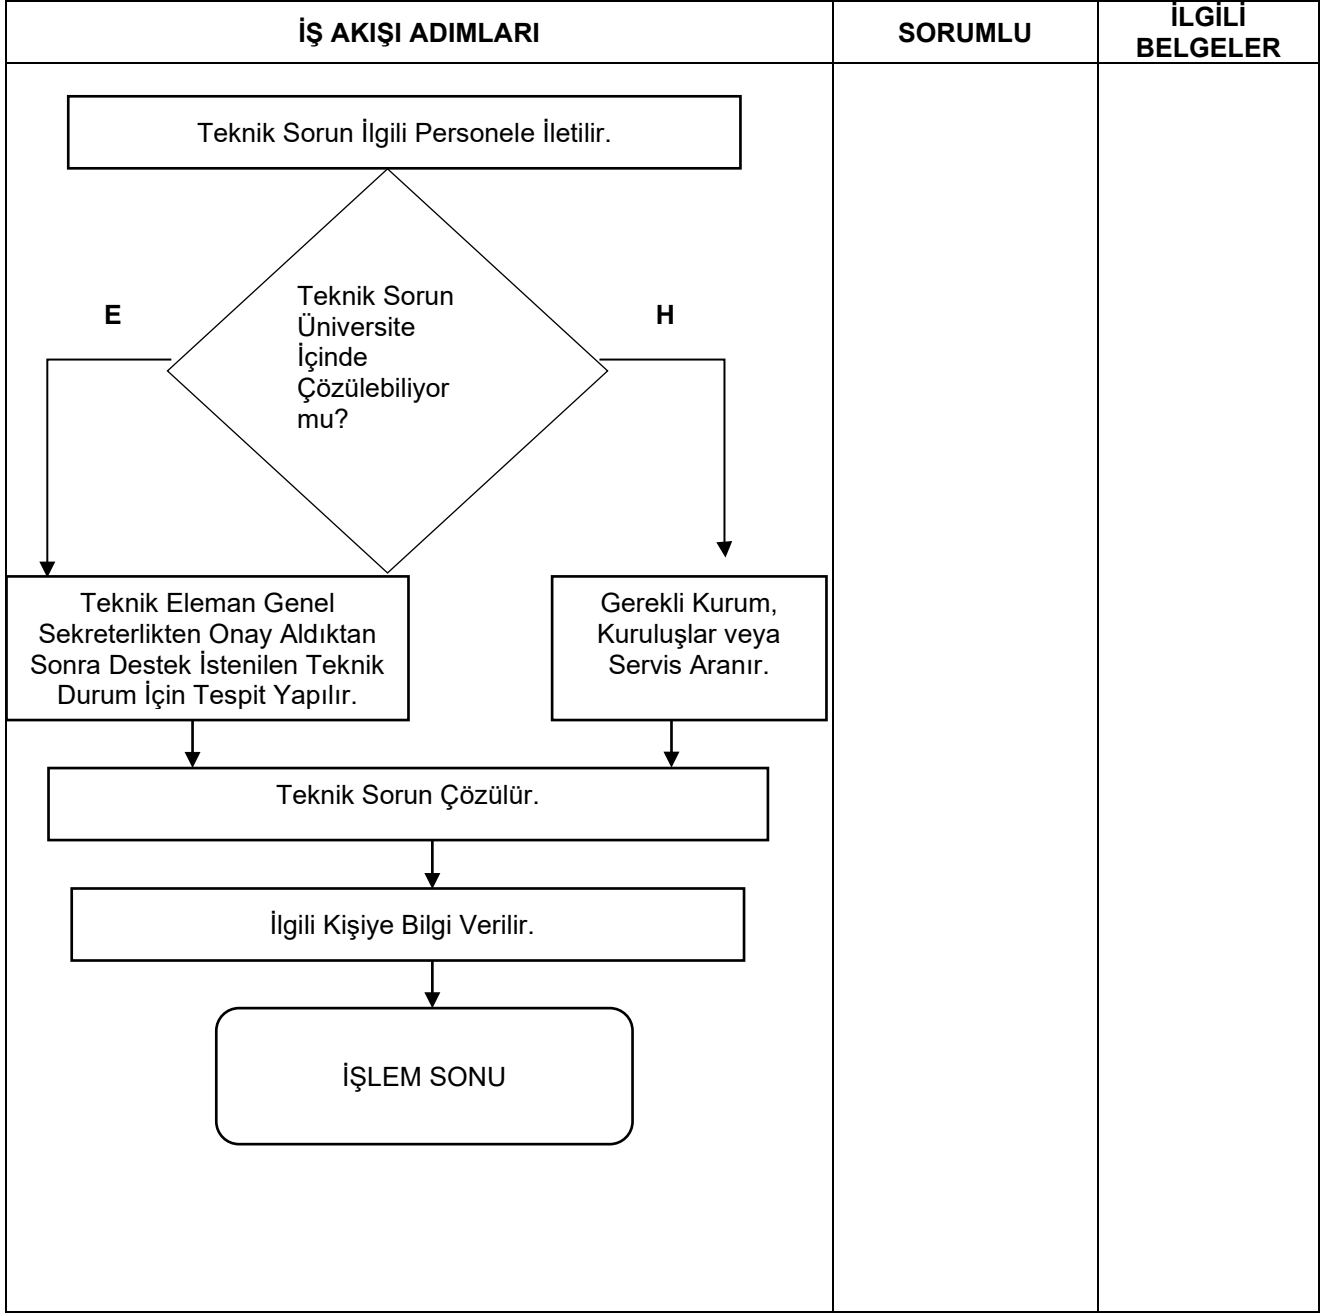 İŞ AKIŞI ADIMLARI
SORUMLU
İLGİLİ
BELGELER
Teknik Sorun İlgili Personele İletilir.
E
Teknik Sorun
Üniversite
İçinde
Çözülebiliyor
mu?
H
Teknik Eleman Genel
Sekreterlikten Onay Aldıktan
Sonra Destek İstenilen Teknik
Durum İçin Tespit Yapılır.
Gerekli Kurum,
Kuruluşlar veya
Servis Aranır.
Teknik Sorun Çözülür.
İlgili Kişiye Bilgi Verilir.
İŞLEM SONU